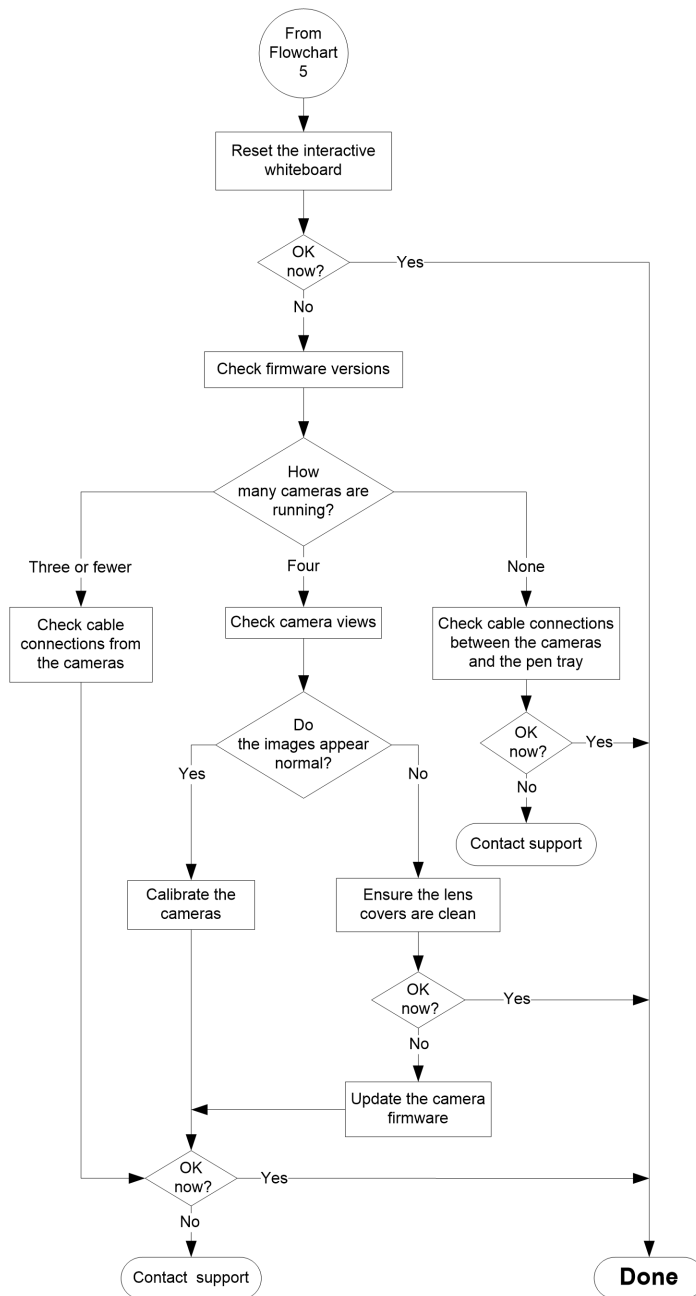 From
Flowchart
5
Reset the interactive
whiteboard
OK
now?
Yes
No
Check firmware versions
How
many cameras are
running?
Three or fewer
Four
None
Check cable
connections from
the cameras
Check camera views
Check cable connections
between the cameras
and the pen tray
Do
the images appear
normal?
OK
now?
Yes
Yes
No
No
Contact support
Calibrate the
cameras
Ensure the lens
covers are clean
OK
now?
Yes
No
Update the camera
firmware
OK
now?
Yes
No
Contact support
Done